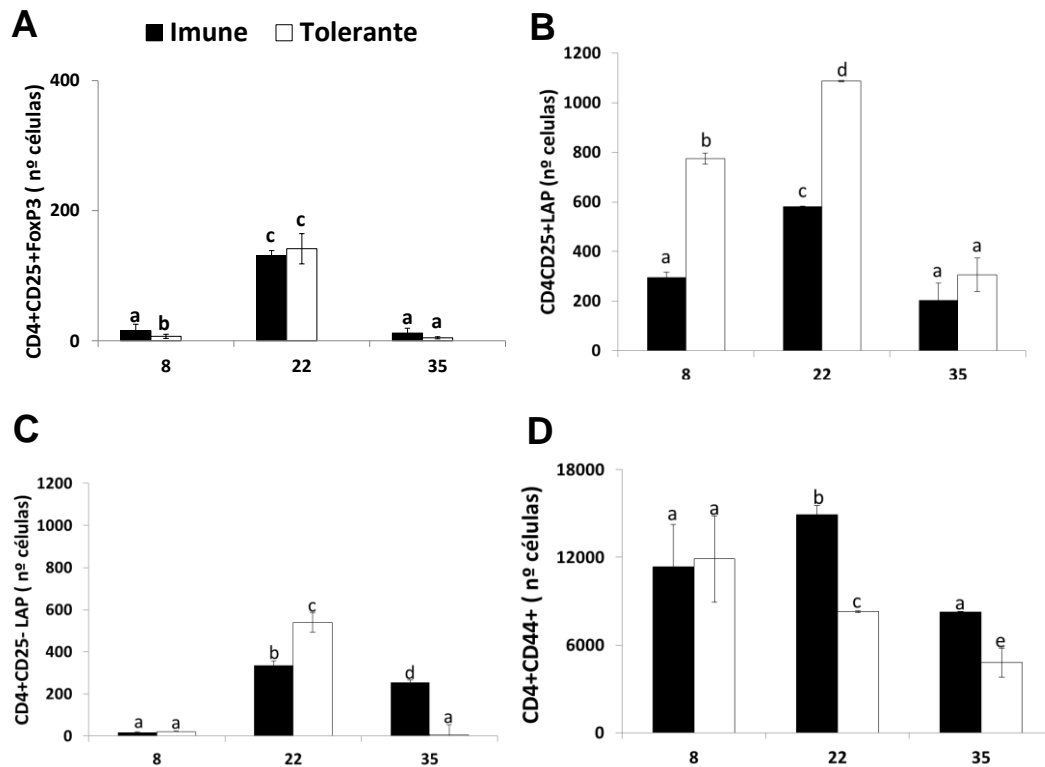 A
Imune Tolerante
CD4+CD25+FoxP3 ( nº células)
400
200
0
a
b
c
c
a
a
8
22
35
B
CD4CD25+LAP (nº celulas)
1200
1000
800
600
400
200
0
a
b
c
d
a
a
8
22
35
C
CD4+CD25- LAP ( nº células)
1200
1000
800
600
400
200
0
a
a
b
c
d
a
8
22
35
D
CD4+CD44+ ( nº células)
18000
12000
6000
0
a
a
b
c
a
e
8
22
35